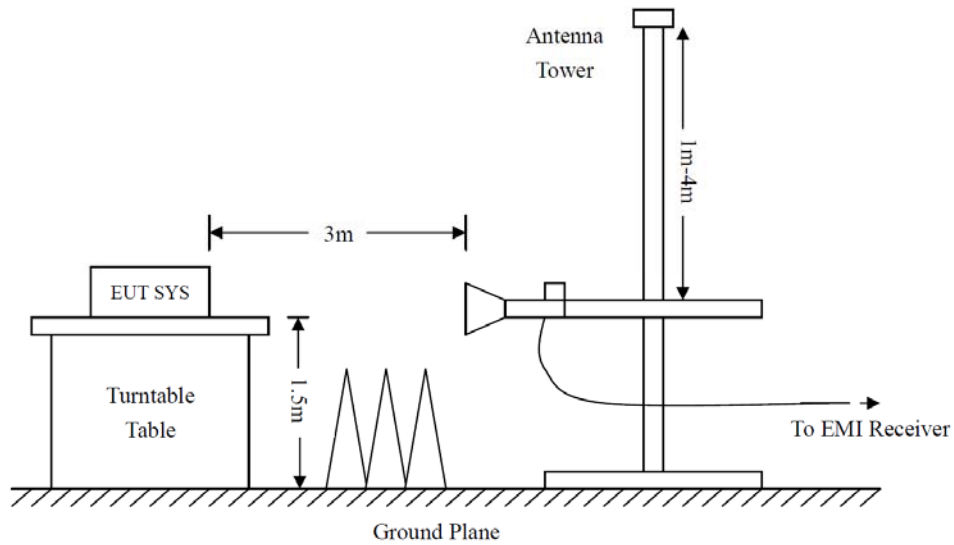 Antenna
Tower
1m-4m
3m
EUT SYS
Turntable
Table
1.5m
To EMI Receiver
Ground Plane